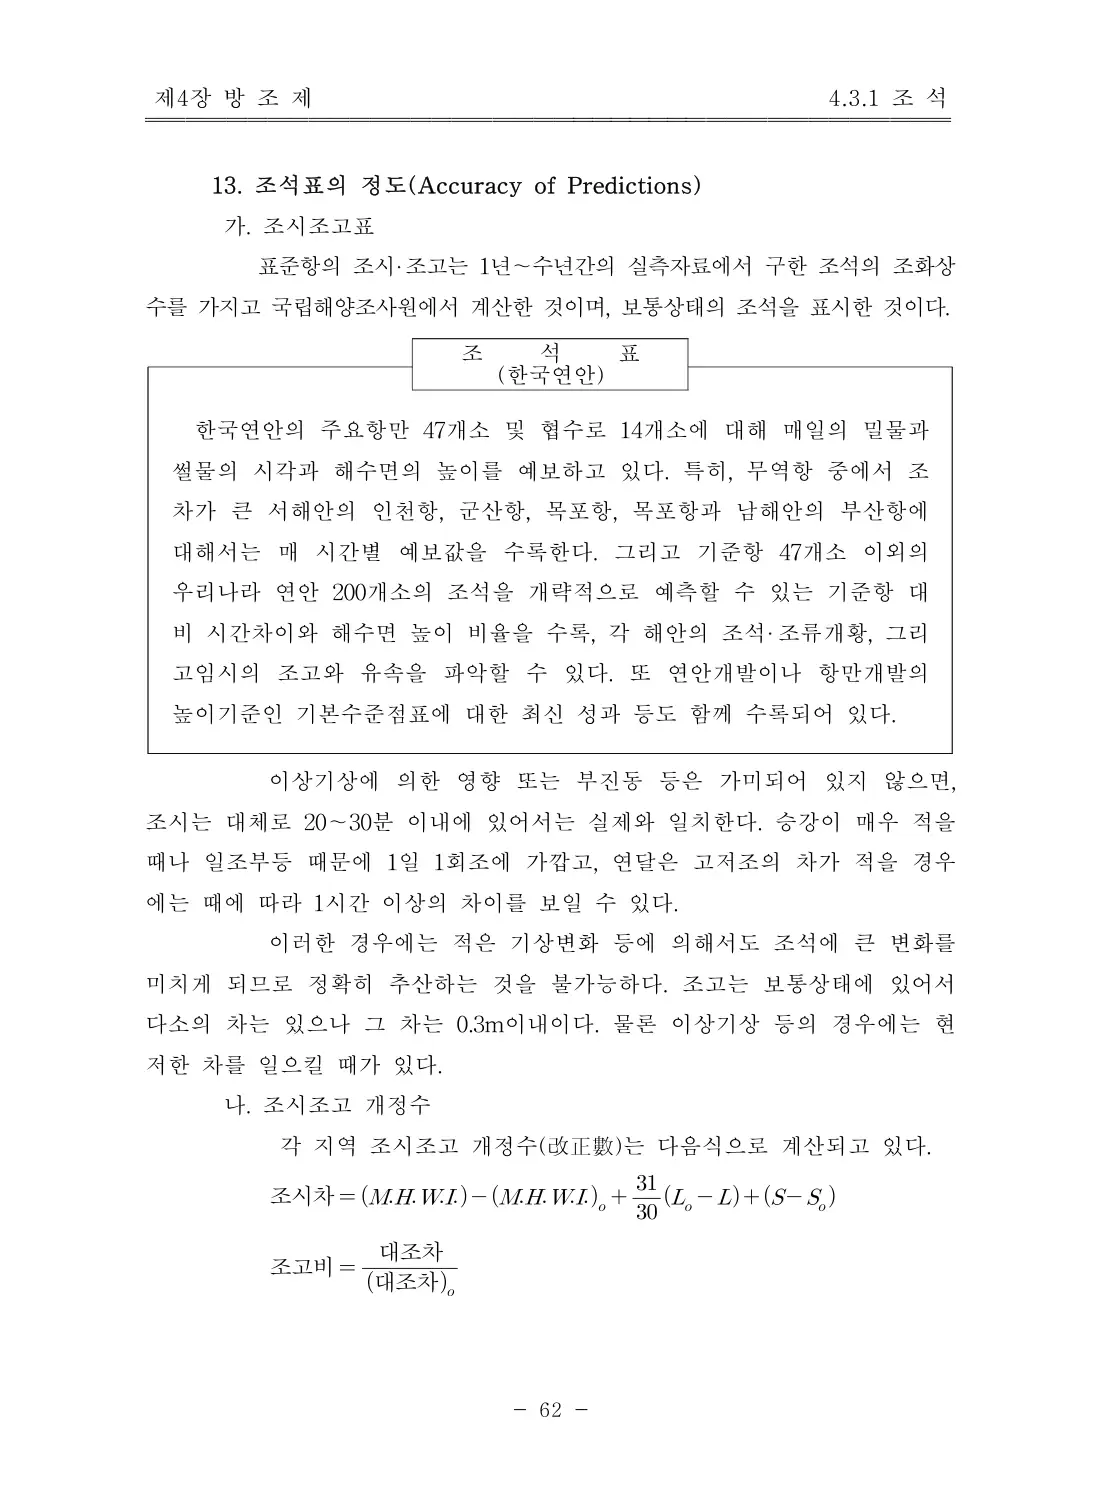 제4장 방 조 제 4.3.1 조 석
13. 조석표의 정도(Accuracy of Predictions)
가. 조시조고표
표준항의 조시·조고는 1년~수년간의 실측자료에서 구한 조석의 조화상
수를 가지고 국립해양조사원에서 계산한 것이며, 보통상태의 조석을 표시한 것이다.
조 석 표
(한국연안)
한국연안의 주요항만 47개소 및 협수로 14개소에 대해 매일의 밀물과
썰물의 시각과 해수면의 높이를 예보하고 있다. 특히, 무역항 중에서 조
차가 큰 서해안의 인천항, 군산항, 목포항, 목포항과 남해안의 부산항에
대해서는 매 시간별 예보값을 수록한다. 그리고 기준항 47개소 이외의
우리나라 연안 200개소의 조석을 개략적으로 예측할 수 있는 기준항 대
비 시간차이와 해수면 높이 비율을 수록, 각 해안의 조석·조류개황, 그리
고임시의 조고와 유속을 파악할 수 있다. 또 연안개발이나 항만개발의
높이기준인 기본수준점표에 대한 최신 성과 등도 함께 수록되어 있다.
이상기상에 의한 영향 또는 부진동 등은 가미되어 있지 않으면,
조시는 대체로 20~30분 이내에 있어서는 실제와 일치한다. 승강이 매우 적을
때나 일조부등 때문에 1일 1회조에 가깝고, 연달은 고저조의 차가 적을 경우
에는 때에 따라 1시간 이상의 차이를 보일 수 있다.
이러한 경우에는 적은 기상변화 등에 의해서도 조석에 큰 변화를
미치게 되므로 정확히 추산하는 것을 불가능하다. 조고는 보통상태에 있어서
다소의 차는 있으나 그 차는 0.3m이내이다. 물론 이상기상 등의 경우에는 현
저한 차를 일으킬 때가 있다.
나. 조시조고 개정수
각 지역 조시조고 개정수(改正數)는 다음식으로 계산되고 있다.
조시차=(M.H.W.I.)-(M.H.W.I.)o+31/30(Lo-L)+(S-So)
조고비=대조차/(대조차)o
- 62 -